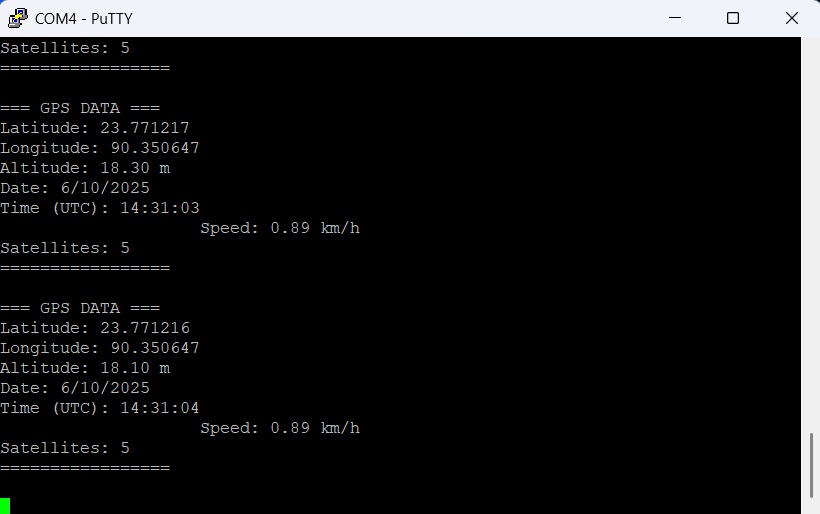 COM4 - PuTTY
Satellites: 5
=================
=== GPS DATA ===
Latitude: 23.771217
Longitude: 90.350647
Altitude: 18.30 m
Date: 6/10/2025
Time (UTC): 14:31:03
Speed: 0.89 km/h
Satellites: 5
=================
=== GPS DATA ===
Latitude: 23.771216
Longitude: 90.350647
Altitude: 18.10 m
Date: 6/10/2025
Time (UTC): 14:31:04
Speed: 0.89 km/h
Satellites: 5
=================